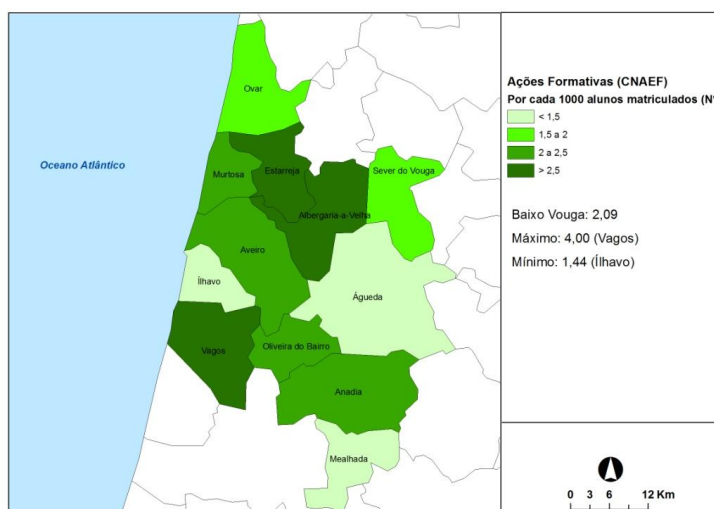 Ovar
Oceano Atlântico
Murtosa
Estarreja
Sever do Vouga
Albergaria-a-Velha
Aveiro
Ílhavo
Águeda
Vagos
Oliveira do Bairro
Anadia
Mealhada
Ações Formativas (CNAEF)
Por cada 1000 alunos matriculados (Nº
< 1,5
1,5 a 2
2 a 2,5
> 2,5
Baixo Vouga: 2,09
Máximo: 4,00 (Vagos)
Mínimo: 1,44 (Ílhavo)
0 3 6 12 Km